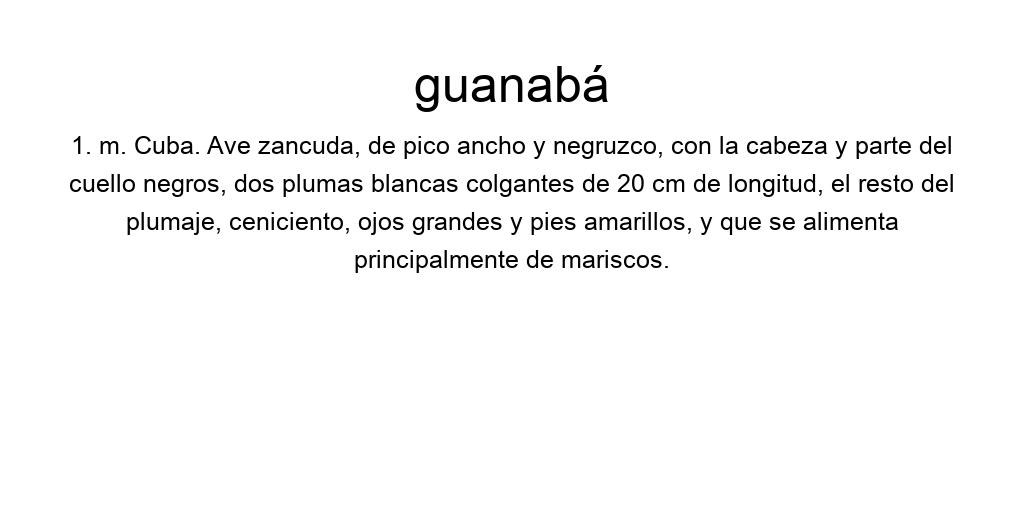 guanabá
1. m. Cuba. Ave zancuda, de pico ancho y negruzco, con la cabeza y parte del
cuello negros, dos plumas blancas colgantes de 20 cm de longitud, el resto del
plumaje, ceniciento, ojos grandes y pies amarillos, y que se alimenta
principalmente de mariscos.